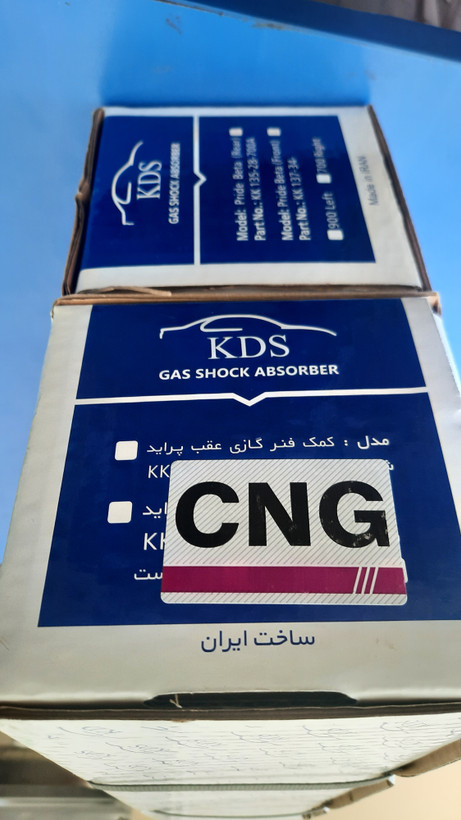 KDS
GAS SHOCK ABSORBER
Model: Pride Beta (Rear)
Part No.: KK 135-28-700A
Model: Pride Beta (Front)
Part No.: KK 137-34-
900 Left 700 Right
Made in IRAN
KDS
GAS SHOCK ABSORBER
مدل : کمک فنر گازی عقب پراید
KK
CNG
ساخت ایران